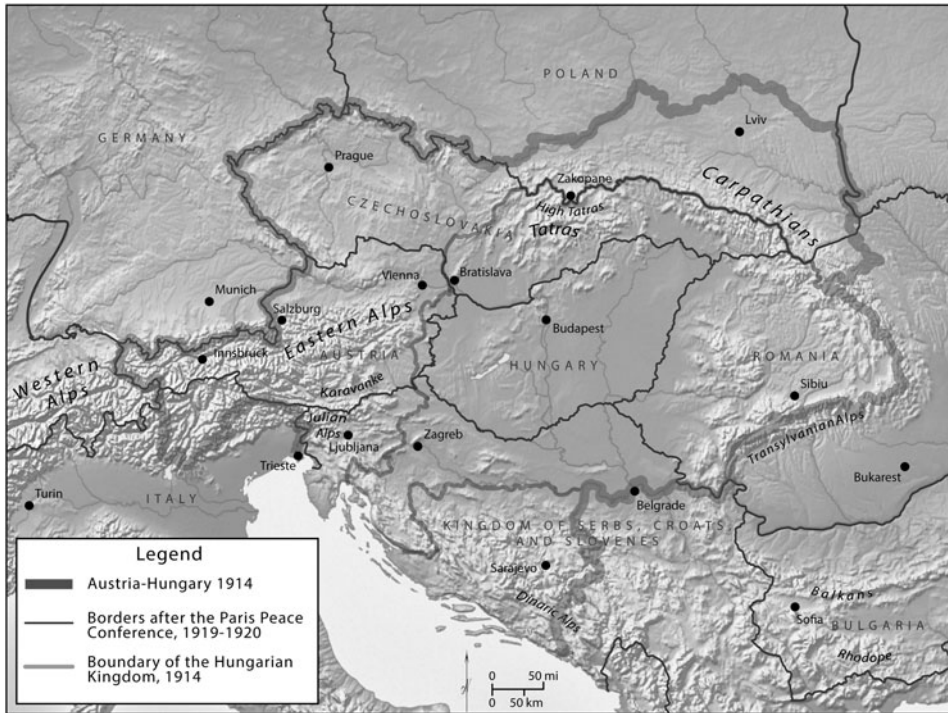 POLAND
GERMANY
Lviv
Prague
Zakopane
Carpathians
High Tatras
Tatras
CZECHOSLOVAKIA
Vienna
Bratislava
Munich
Salzburg
Eastern Alps
Budapest
Innsbruck
AUSTRIA
HUNGARY
ROMANIA
Western
Alps
Karavanke
Sibiu
Julian
Alps
Transylvanian Alps
Ljubljana
Zagreb
Trieste
Bukarest
Turin
ITALY
Belgrade
KINGDOM OF SERBS, CROATS,
AND SLOVENES
Sarajevo
Dinaric Alps
Balkans
Sofia
BULGARIA
Rhodope
Legend
Austria-Hungary 1914
Borders after the Paris Peace
Conference, 1919-1920
Boundary of the Hungarian
Kingdom, 1914
0 50 mi
0 50 km